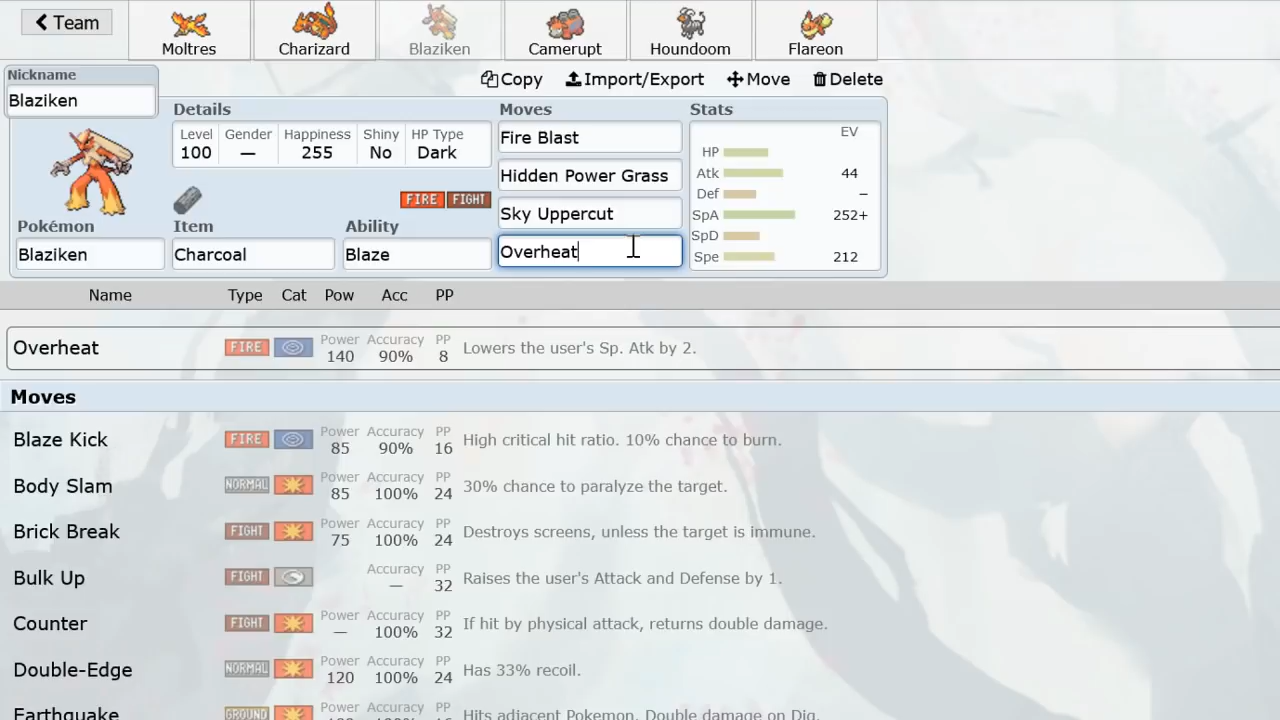 Team
Moltres
Charizard
Blaziken
Camerupt
Houndoom
Flareon
Nickname
Blaziken
Copy
Import/Export
Move
Delete
Details
Level
100
Gender
—
Happiness
255
Shiny
No
HP Type
Dark
FIRE FIGHT
Pokémon
Blaziken
Item
Charcoal
Ability
Blaze
Moves
Fire Blast
Hidden Power Grass
Sky Uppercut
Overheat
Stats
EV
HP
Atk 44
Def –
SpA 252+
SpD
Spe 212
Name Type Cat Pow Acc PP
Overheat FIRE Power 140 Accuracy 90% PP 8 Lowers the user's Sp. Atk by 2.
Moves
Blaze Kick FIRE Power 85 Accuracy 90% PP 16 High critical hit ratio. 10% chance to burn.
Body Slam NORMAL Power 85 Accuracy 100% PP 24 30% chance to paralyze the target.
Brick Break FIGHT Power 75 Accuracy 100% PP 24 Destroys screens, unless the target is immune.
Bulk Up FIGHT Accuracy — PP 32 Raises the user's Attack and Defense by 1.
Counter FIGHT Power — Accuracy 100% PP 32 If hit by physical attack, returns double damage.
Double-Edge NORMAL Power 120 Accuracy 100% PP 24 Has 33% recoil.
Earthquake GROUND Power Accuracy PP Hits adjacent Pokemon. Double damage on Dig.